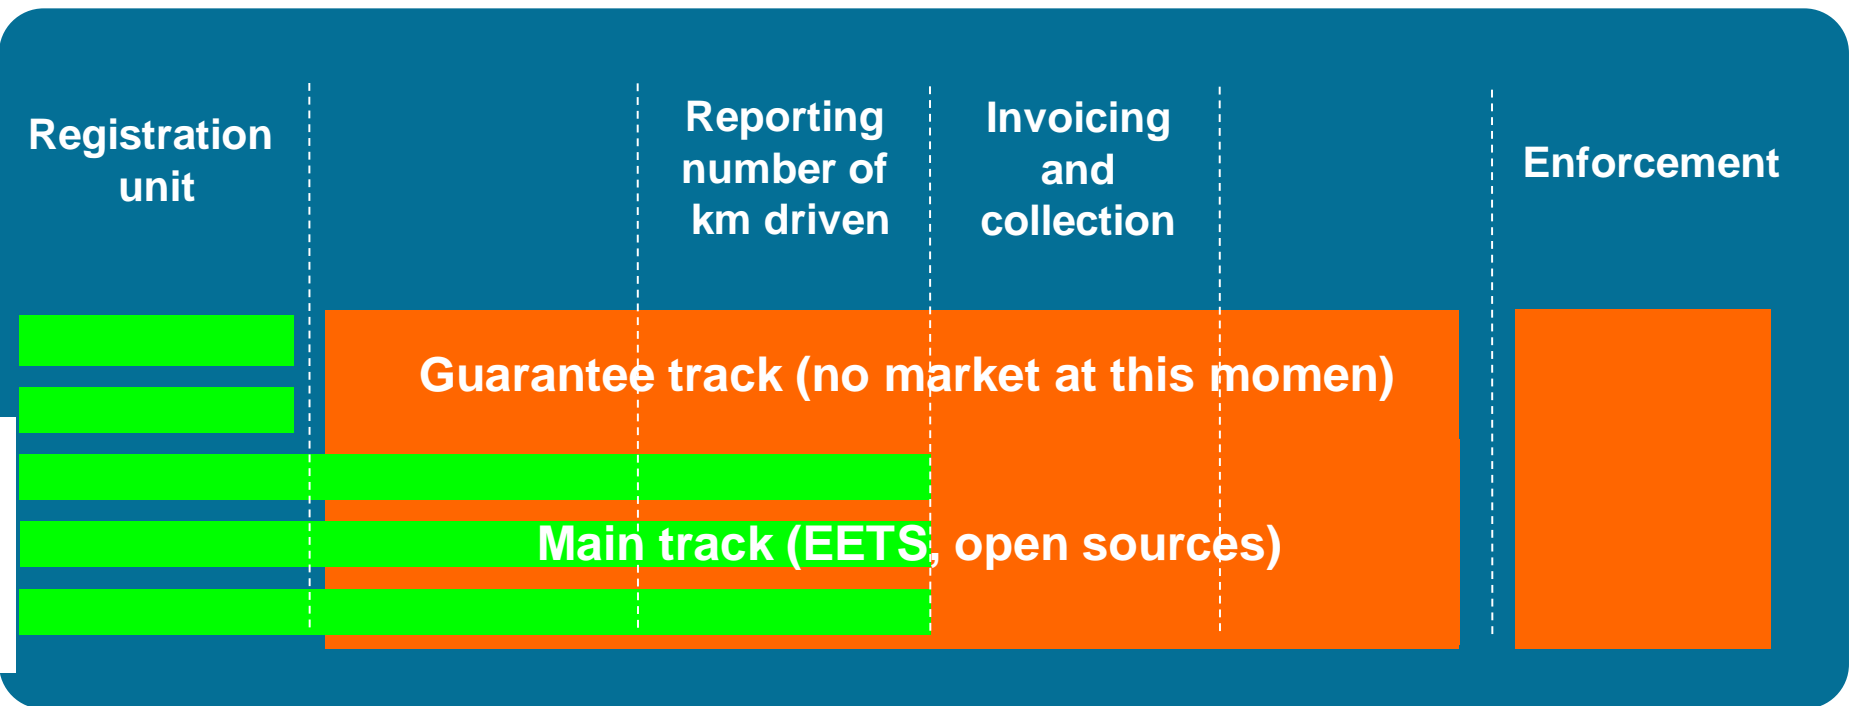 Registration
unit
Reporting
number of
km driven
Invoicing
and
collection
Enforcement
Guarantee track (no market at this momen)
Main track (EETS, open sources)